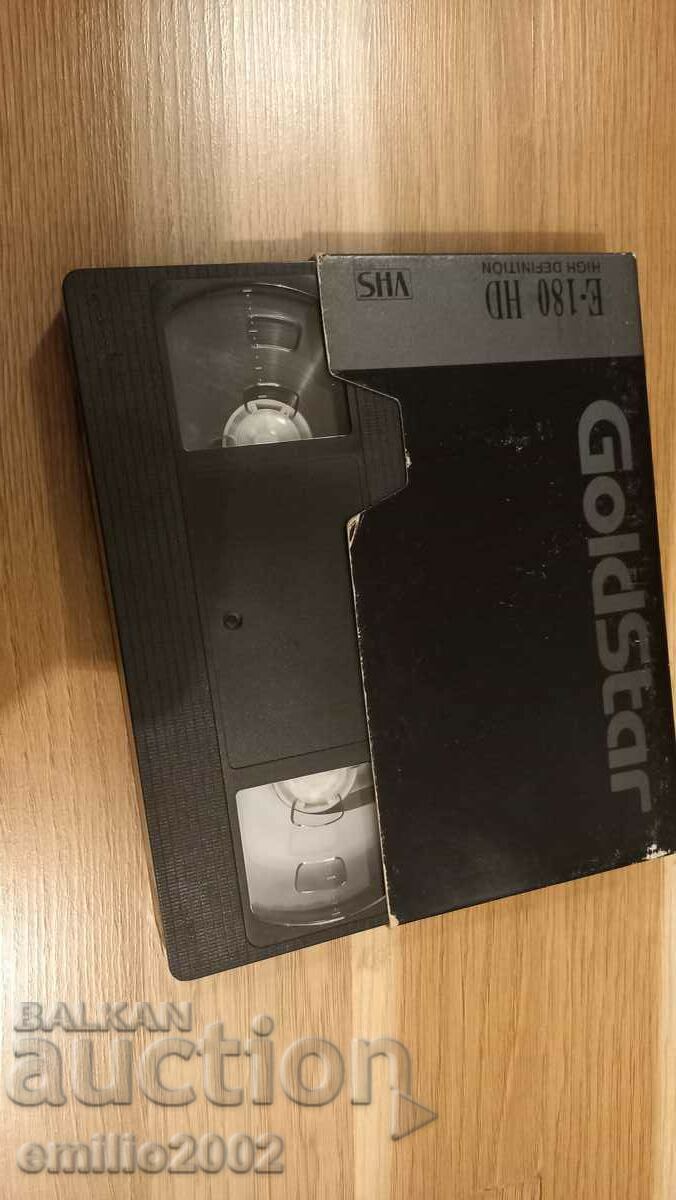 VHS
E-180 HD
HIGH DEFINITION
GoldStar
BALKAN
auction
emilio2002